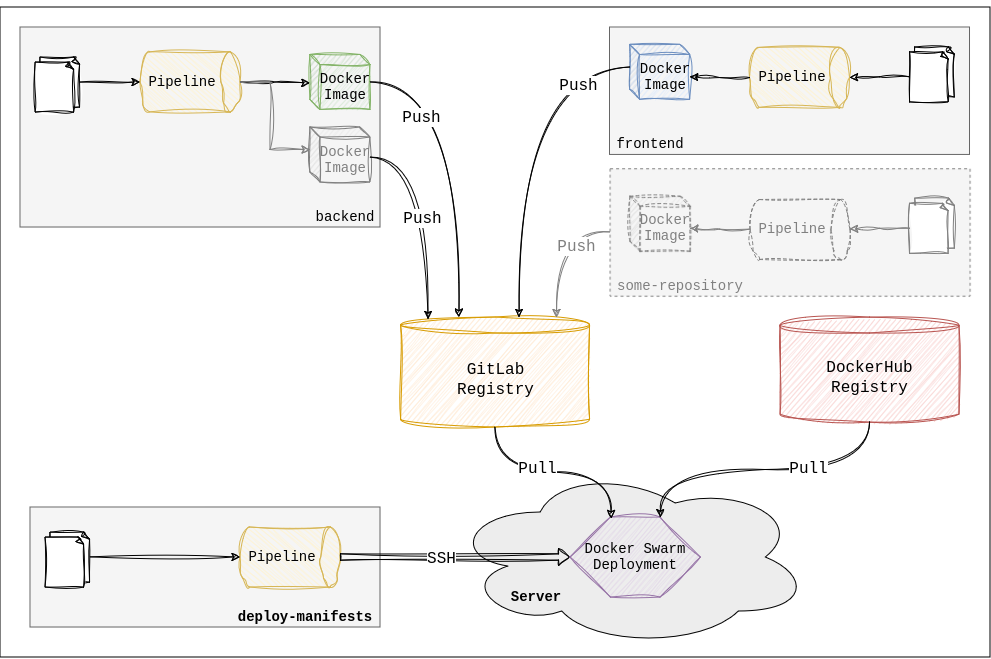 Pipeline
Docker
Image
Push
Docker
Image
Push
backend
Push
Docker
Image
Pipeline
frontend
Push
Docker
Image
Pipeline
some-repository
GitLab
Registry
DockerHub
Registry
Pull
Pull
Pipeline
SSH
deploy-manifests
Docker Swarm
Deployment
Server